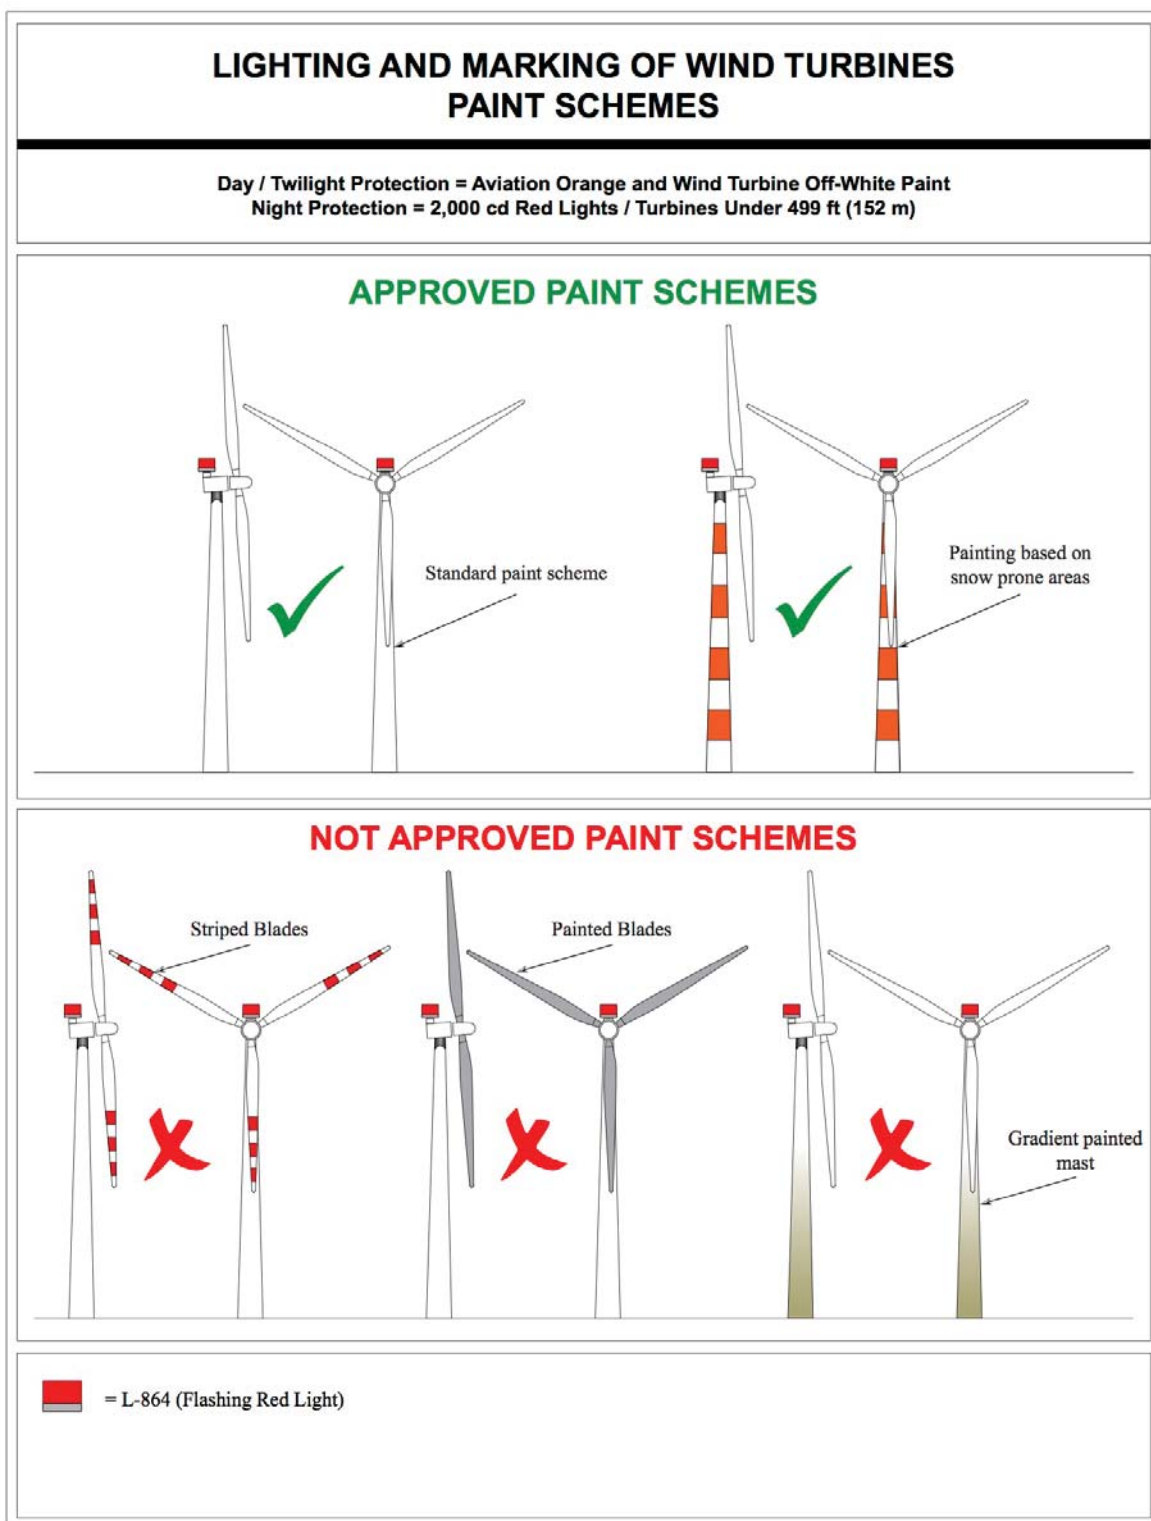 LIGHTING AND MARKING OF WIND TURBINES
PAINT SCHEMES
Day / Twilight Protection = Aviation Orange and Wind Turbine Off-White Paint
Night Protection = 2,000 cd Red Lights / Turbines Under 499 ft (152 m)
APPROVED PAINT SCHEMES
Standard paint scheme
Painting based on
snow prone areas
NOT APPROVED PAINT SCHEMES
Striped Blades
Painted Blades
Gradient painted
mast
= L-864 (Flashing Red Light)